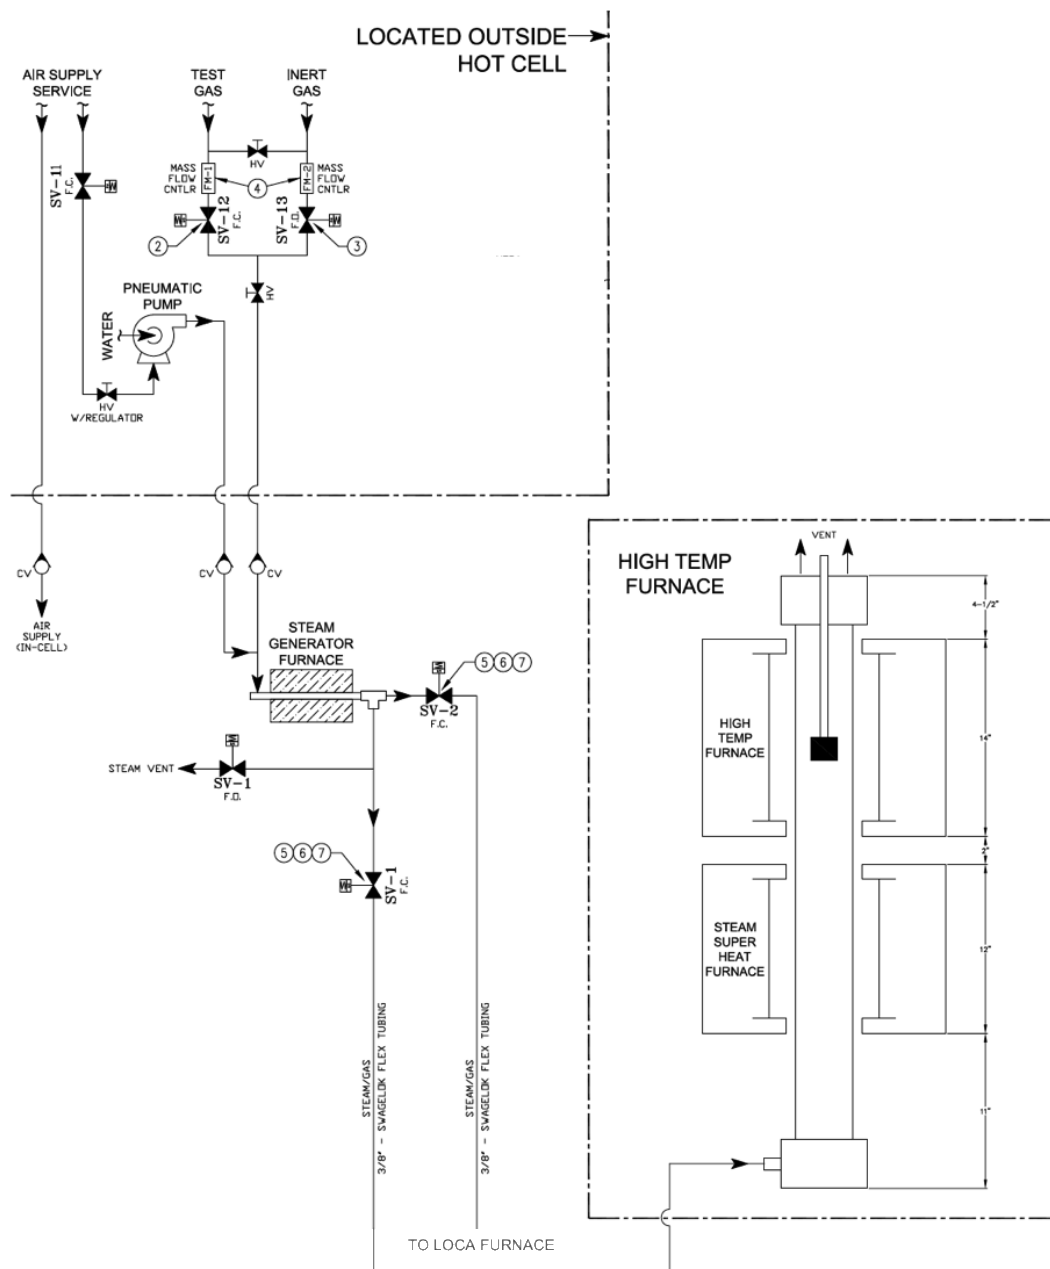 LOCATED OUTSIDE
HOT CELL
AIR SUPPLY
SERVICE
TEST
GAS
INERT
GAS
HV
MASS
FLOW
CNTLR
FM-1
4
FM-2
MASS
FLOW
CNTLR
SV-11
F.C.
SV-12
F.C.
SV-13
F.O.
2
3
HV
PNEUMATIC
PUMP
WATER
HV
W/REGULATOR
CV
CV
CV
AIR
SUPPLY
(IN-CELL)
STEAM
GENERATOR
FURNACE
5 6 7
SV-2
F.C.
STEAM VENT
SV-1
F.O.
5 6 7
SV-1
F.C.
STEAM/GAS
3/8" - SWAGELOK FLEX TUBING
STEAM/GAS
3/8" - SWAGELOK FLEX TUBING
TO LOCA FURNACE
HIGH TEMP
FURNACE
VENT
4-1/2"
HIGH
TEMP
FURNACE
14"
2"
STEAM
SUPER
HEAT
FURNACE
12"
11"